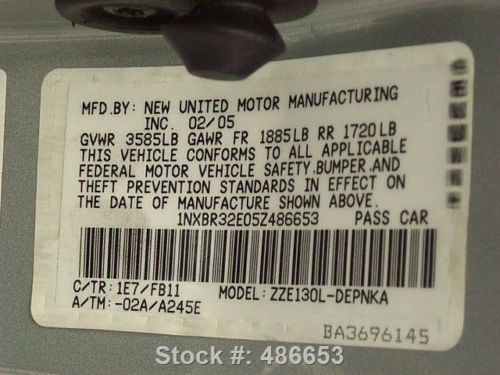 MFD.BY: NEW UNITED MOTOR MANUFACTURING
INC. 02/05
GVWR 3585LB GAWR FR 1885LB RR 1720LB
THIS VEHICLE CONFORMS TO ALL APPLICABLE
FEDERAL MOTOR VEHICLE SAFETY,BUMPER,AND
THEFT PREVENTION STANDARDS IN EFFECT ON
THE DATE OF MANUFACTURE SHOWN ABOVE.
1NXBR32E05Z486653 PASS CAR
C/TR: 1E7/FB11 MODEL: ZZE130L-DEPNKA
A/TM: -02A/A245E
BA3696145
Stock #: 486653